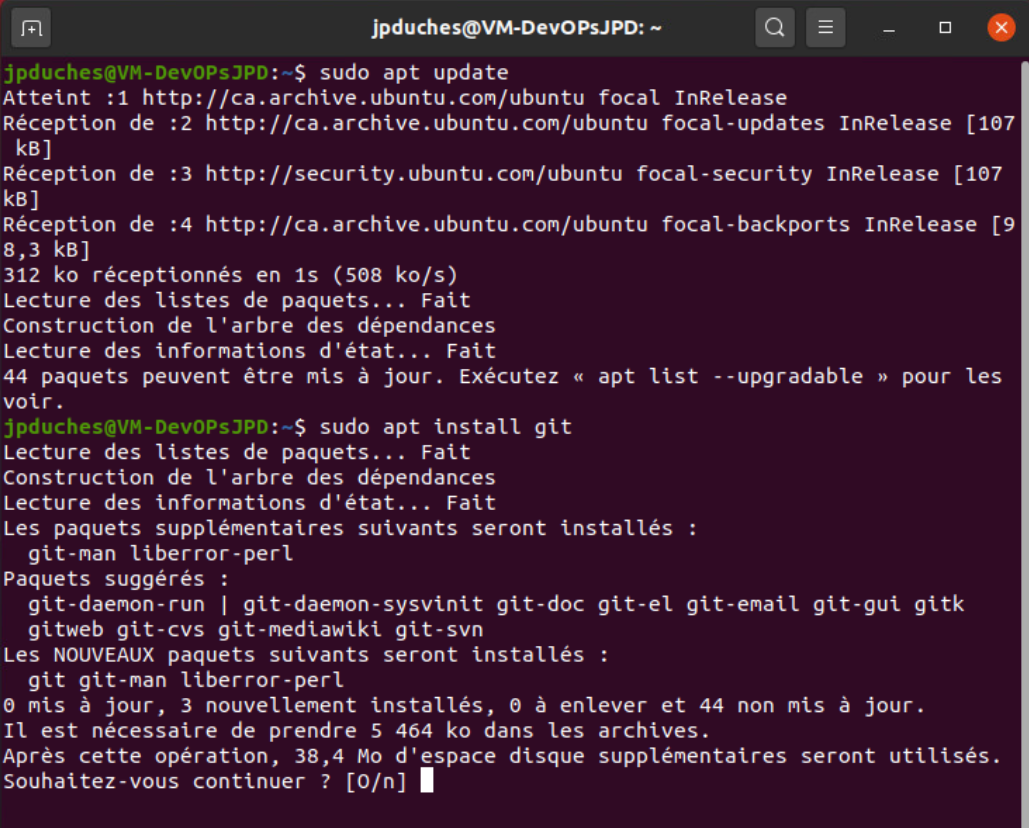 jpduches@VM-DevOPsJPD: ~
jpduches@VM-DevOPsJPD:~$ sudo apt update
Atteint :1 http://ca.archive.ubuntu.com/ubuntu focal InRelease
Réception de :2 http://ca.archive.ubuntu.com/ubuntu focal-updates InRelease [107
 kB]
Réception de :3 http://security.ubuntu.com/ubuntu focal-security InRelease [107
kB]
Réception de :4 http://ca.archive.ubuntu.com/ubuntu focal-backports InRelease [9
8,3 kB]
312 ko réceptionnés en 1s (508 ko/s)
Lecture des listes de paquets... Fait
Construction de l'arbre des dépendances
Lecture des informations d'état... Fait
44 paquets peuvent être mis à jour. Exécutez « apt list --upgradable » pour les
voir.
jpduches@VM-DevOPsJPD:~$ sudo apt install git
Lecture des listes de paquets... Fait
Construction de l'arbre des dépendances
Lecture des informations d'état... Fait
Les paquets supplémentaires suivants seront installés :
  git-man liberror-perl
Paquets suggérés :
  git-daemon-run | git-daemon-sysvinit git-doc git-el git-email git-gui gitk
  gitweb git-cvs git-mediawiki git-svn
Les NOUVEAUX paquets suivants seront installés :
  git git-man liberror-perl
0 mis à jour, 3 nouvellement installés, 0 à enlever et 44 non mis à jour.
Il est nécessaire de prendre 5 464 ko dans les archives.
Après cette opération, 38,4 Mo d'espace disque supplémentaires seront utilisés.
Souhaitez-vous continuer ? [O/n]